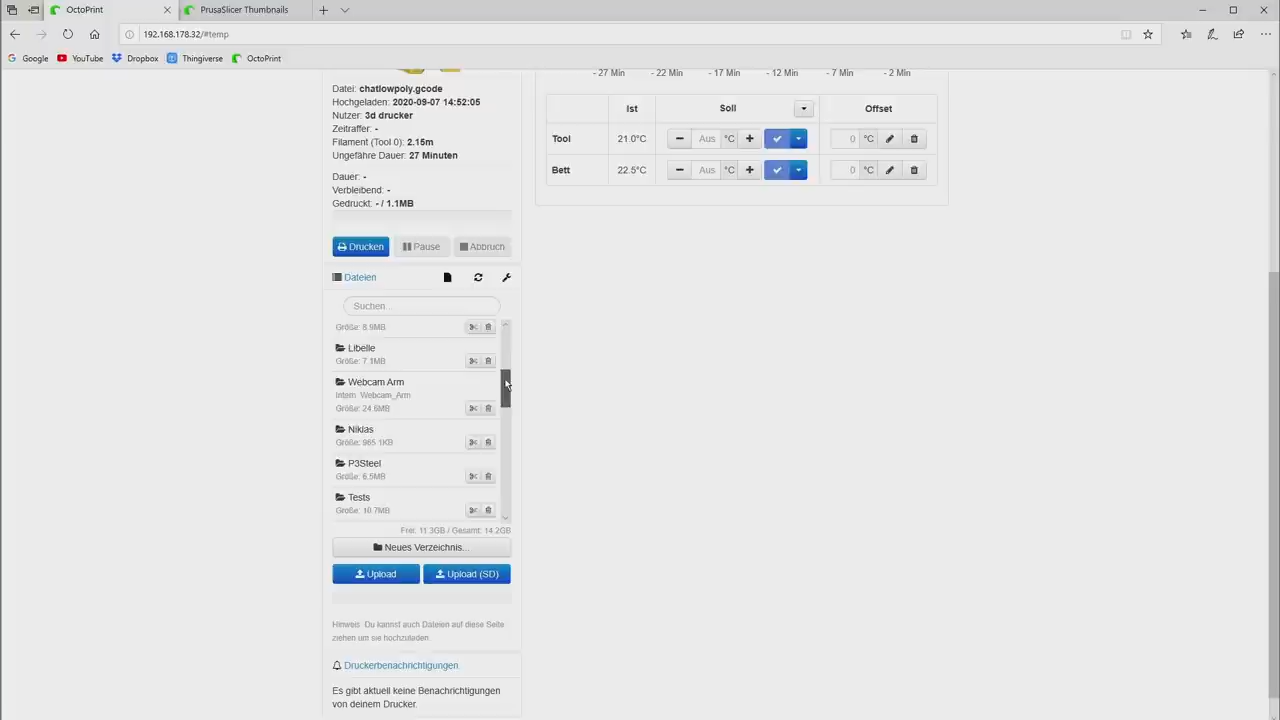 OctoPrint
PrusaSlicer Thumbnails
192.168.178.32/#temp
Google
YouTube
Dropbox
Thingiverse
OctoPrint
- 27 Min
- 22 Min
- 17 Min
- 12 Min
- 7 Min
- 2 Min
Datei: chatlowpoly.gcode
Hochgeladen: 2020-09-07 14:52:05
Nutzer: 3d drucker
Zeitraffer: -
Filament (Tool 0): 2.15m
Ungefähre Dauer: 27 Minuten
Dauer: -
Verbleibend: -
Gedruckt: - / 1.1MB
Drucken
Pause
Abbruch
Ist
Soll
Offset
Tool
21.0°C
Aus
°C
0
°C
Bett
22.5°C
Aus
°C
0
°C
Dateien
Suchen...
Größe: 8.9MB
Libelle
Größe: 7.1MB
Webcam Arm
Intern: Webcam_Arm
Größe: 24.6MB
Niklas
Größe: 965.1KB
P3Steel
Größe: 6.5MB
Tests
Größe: 10.7MB
Frei: 11.3GB / Gesamt: 14.2GB
Neues Verzeichnis...
Upload
Upload (SD)
Hinweis: Du kannst auch Dateien auf diese Seite
ziehen um sie hochzuladen.
Druckerbenachrichtigungen
Es gibt aktuell keine Benachrichtigungen
von deinem Drucker.